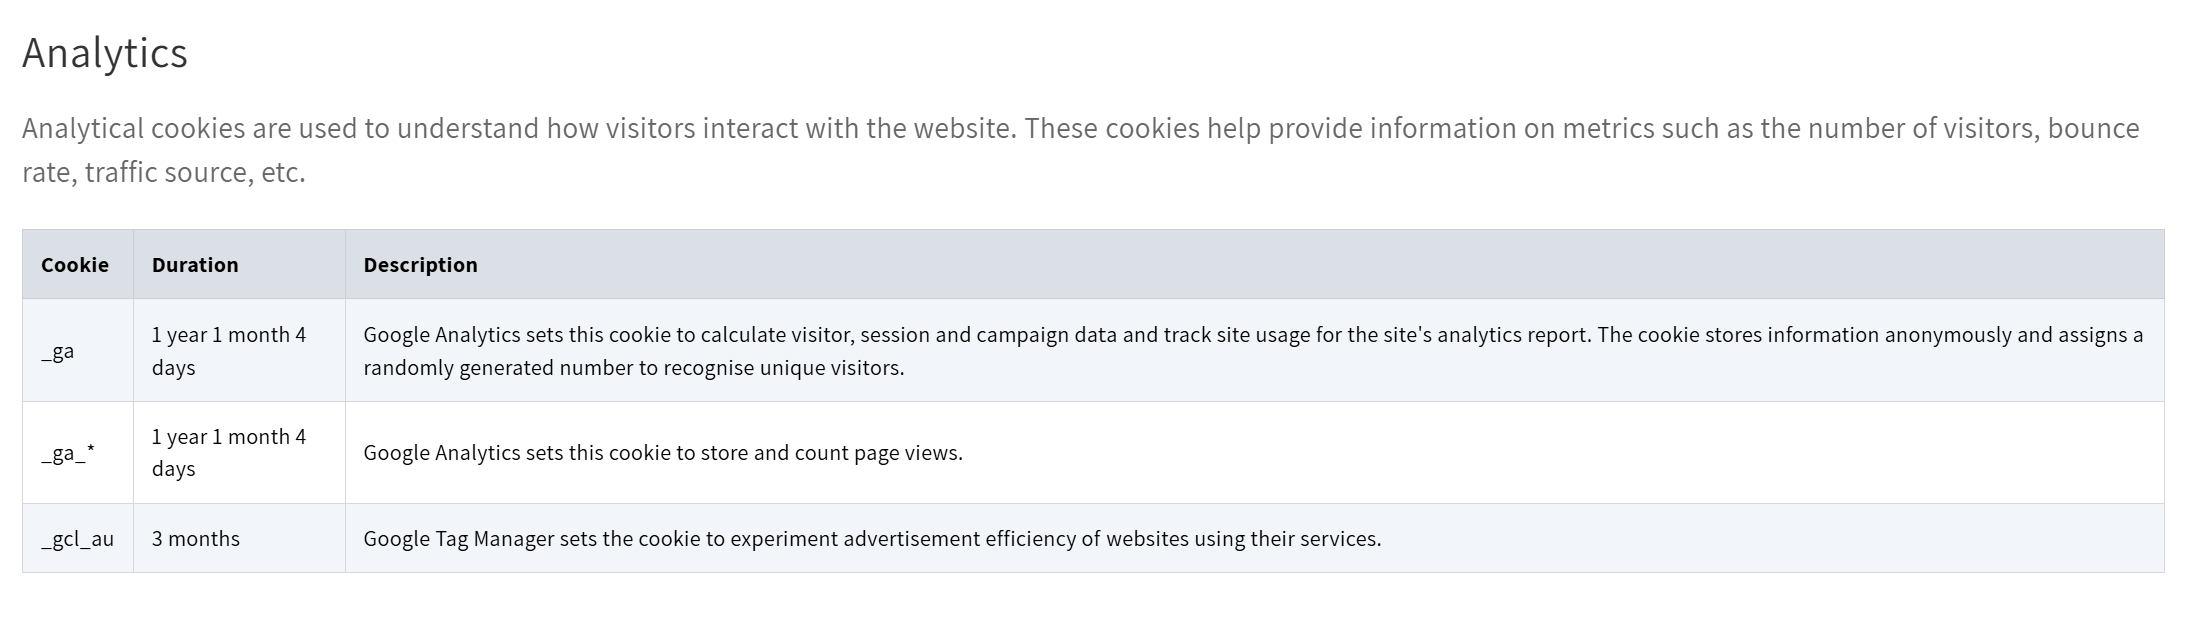 Analytics
Analytical cookies are used to understand how visitors interact with the website. These cookies help provide information on metrics such as the number of visitors, bounce
rate, traffic source, etc.
Cookie Duration Description
_ga 1 year 1 month 4 days Google Analytics sets this cookie to calculate visitor, session and campaign data and track site usage for the site's analytics report. The cookie stores information anonymously and assigns a
randomly generated number to recognise unique visitors.
_ga_* 1 year 1 month 4 days Google Analytics sets this cookie to store and count page views.
_gcl_au 3 months Google Tag Manager sets the cookie to experiment advertisement efficiency of websites using their services.